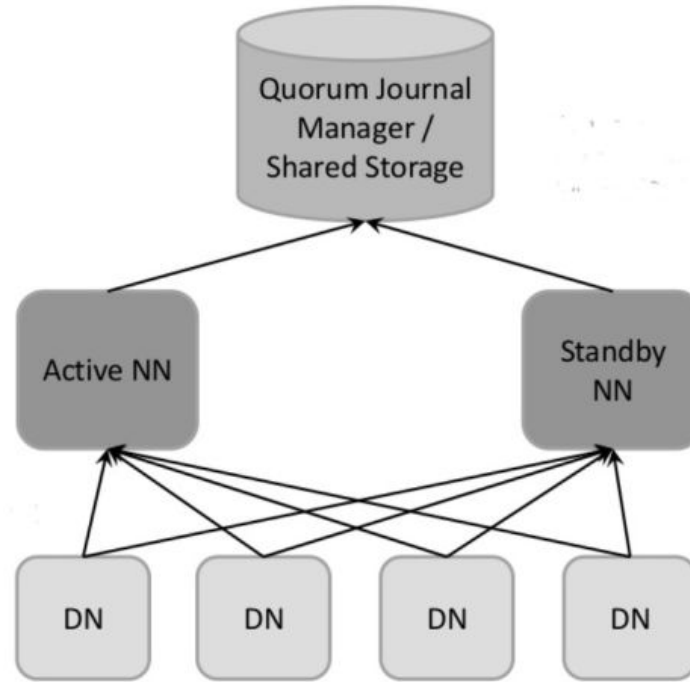 Quorum Journal
Manager /
Shared Storage
Active NN
Standby
NN
DN
DN
DN
DN